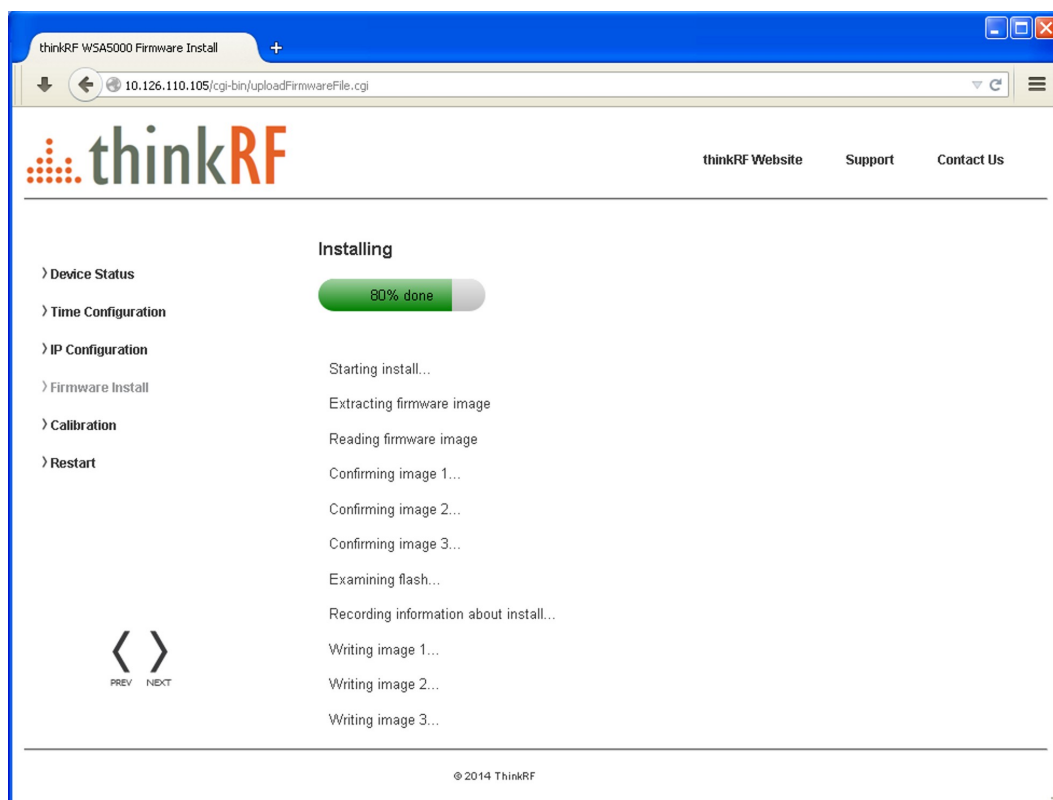 thinkRF WSA5000 Firmware Install
10.126.110.105/cgi-bin/uploadFirmwareFile.cgi
thinkRF
thinkRF Website Support Contact Us
Installing
80% done
Device Status
Time Configuration
IP Configuration
Firmware Install
Calibration
Restart
Starting install...
Extracting firmware image
Reading firmware image
Confirming image 1...
Confirming image 2...
Confirming image 3...
Examining flash...
Recording information about install...
Writing image 1...
Writing image 2...
Writing image 3...
PREV NEXT
© 2014 ThinkRF